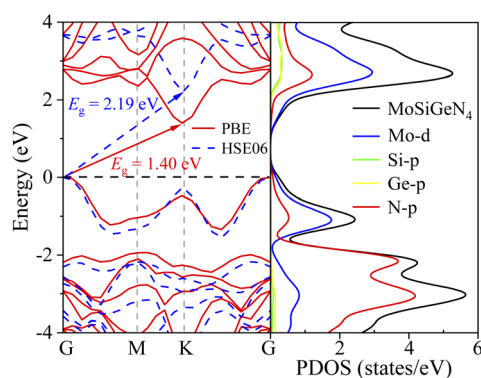 4
2
0
-2
-4
Energy (eV)
E_g = 2.19 eV
E_g = 1.40 eV
PBE
HSE06
MoSiGeN₄
Mo-d
Si-p
Ge-p
N-p
G
M
K
G
0
2
4
6
PDOS (states/eV)